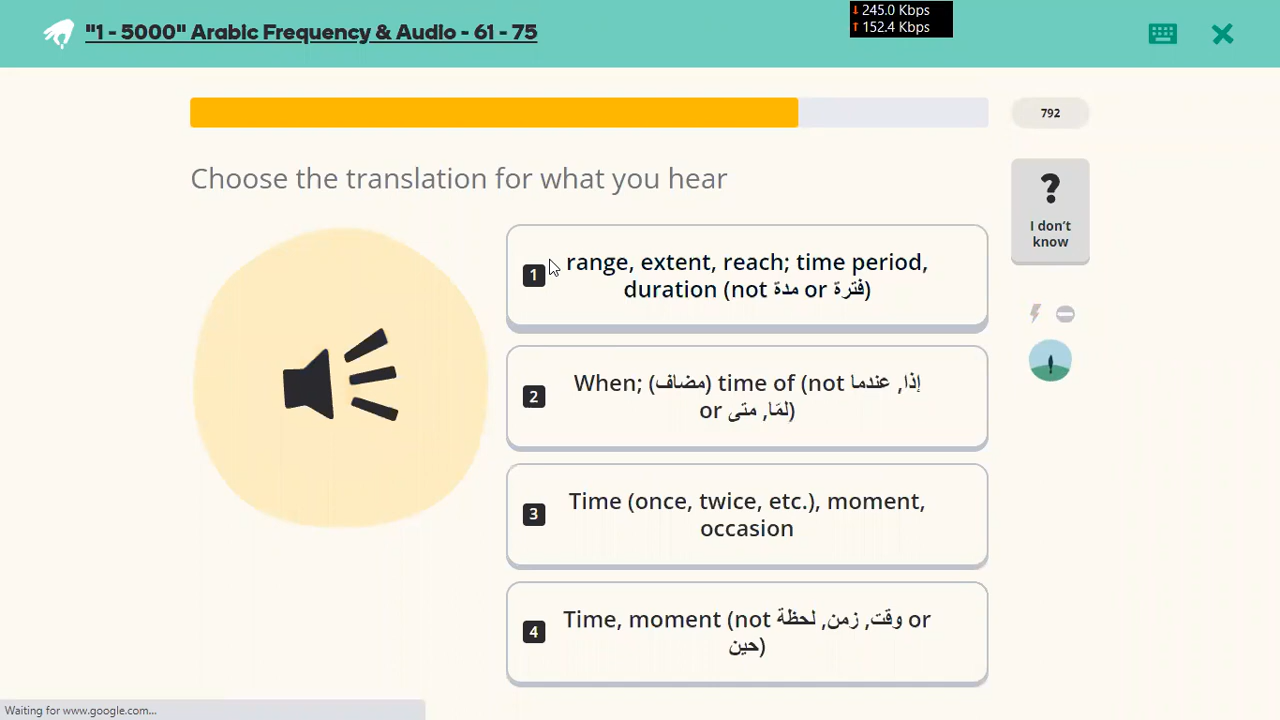 ↓ 245.0 Kbps
↑ 152.4 Kbps
"1 - 5000" Arabic Frequency & Audio - 61 - 75
792
Choose the translation for what you hear
?
I don't
know
1
range, extent, reach; time period,
duration (not مدة or فترة)
2
When; (مضاف) time of (not إذا, عندما
لمّا, متى or)
3
Time (once, twice, etc.), moment,
occasion
4
Time, moment (not وقت, زمن, لحظة or
حين)
Waiting for www.google.com...